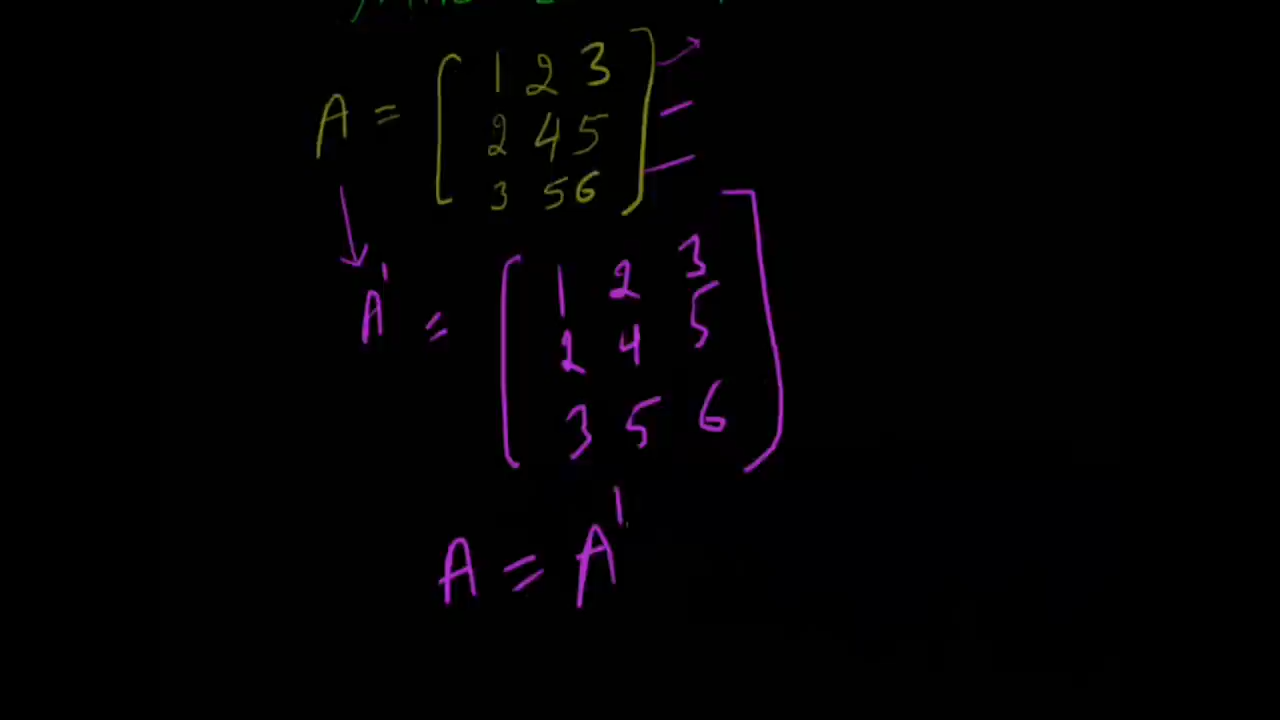 A = [ 1 2 3
2 4 5
3 5 6 ]
A' = [ 1 2 3
2 4 5
3 5 6 ]
A = A'